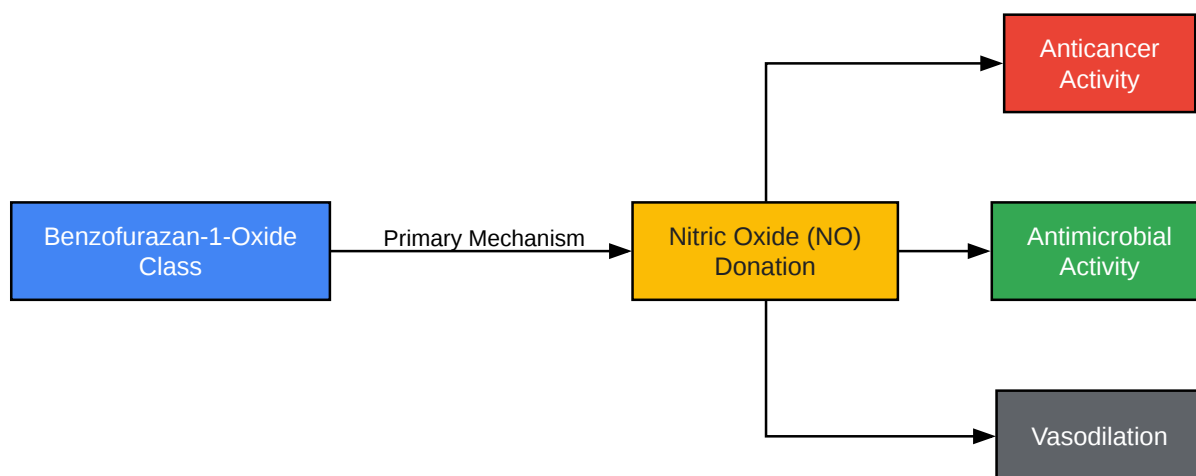 Anticancer
Activity
Benzofurazan-1-Oxide
Class
Primary Mechanism
Nitric Oxide (NO)
Donation
Antimicrobial
Activity
Vasodilation